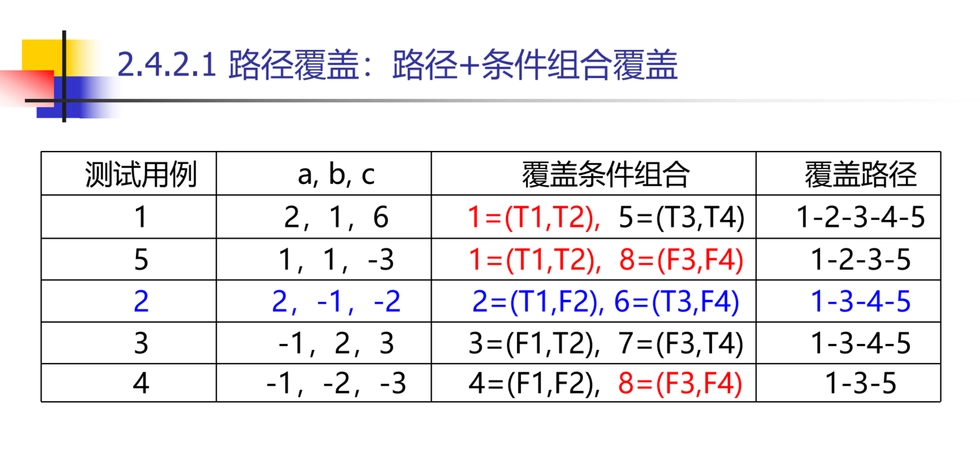 2.4.2.1 路径覆盖：路径+条件组合覆盖
测试用例 a, b, c 覆盖条件组合 覆盖路径
1 2，1，6 1=(T1,T2)，5=(T3,T4) 1-2-3-4-5
5 1，1，-3 1=(T1,T2)，8=(F3,F4) 1-2-3-5
2 2，-1，-2 2=(T1,F2), 6=(T3,F4) 1-3-4-5
3 -1，2，3 3=(F1,T2)，7=(F3,T4) 1-3-4-5
4 -1，-2，-3 4=(F1,F2)，8=(F3,F4) 1-3-5